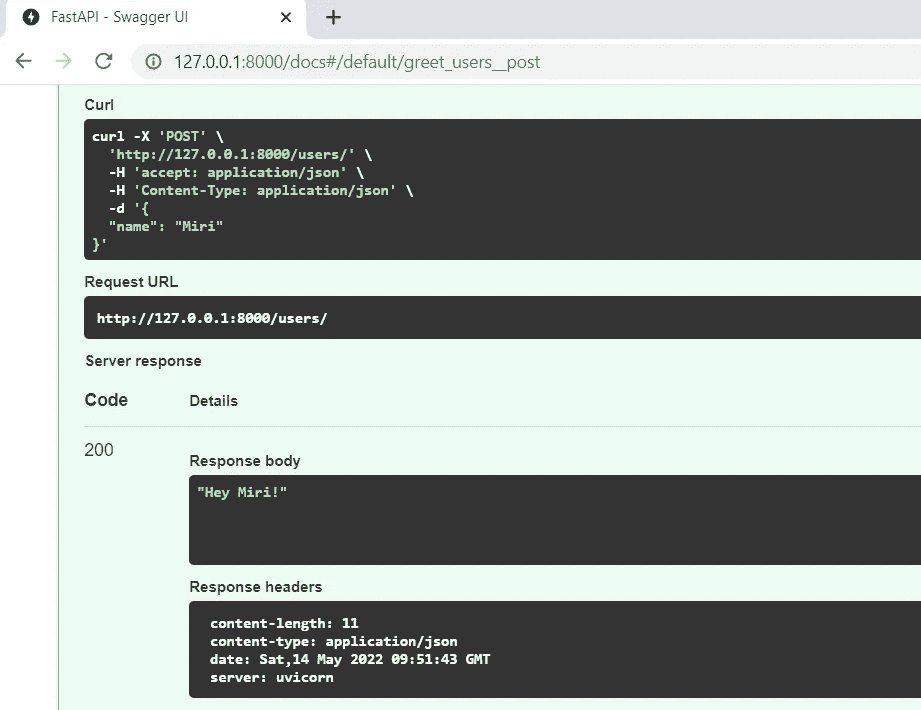 FastAPI - Swagger UI
127.0.0.1:8000/docs#/default/greet_users__post
Curl
curl -X 'POST' \
  'http://127.0.0.1:8000/users/' \
  -H 'accept: application/json' \
  -H 'Content-Type: application/json' \
  -d '{
  "name": "Miri"
}'
Request URL
http://127.0.0.1:8000/users/
Server response
Code Details
200
Response body
"Hey Miri!"
Response headers
content-length: 11
content-type: application/json
date: Sat,14 May 2022 09:51:43 GMT
server: uvicorn